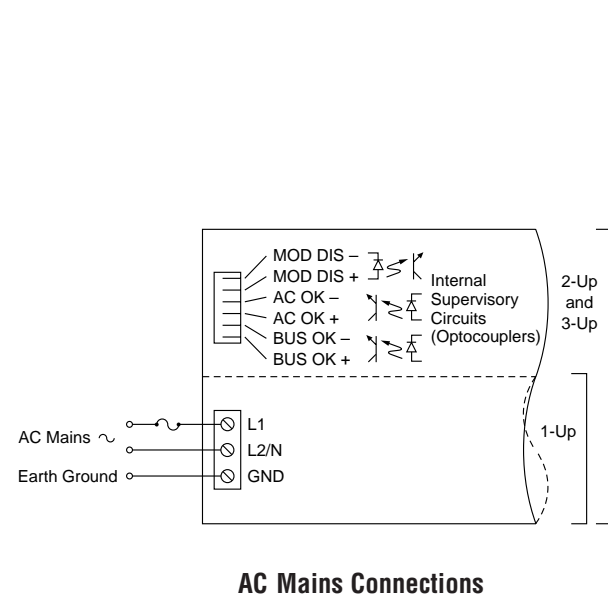 MOD DIS –
MOD DIS +
AC OK –
AC OK +
BUS OK –
BUS OK +
Internal
Supervisory
Circuits
(Optocouplers)
2-Up
and
3-Up
1-Up
AC Mains ~
Earth Ground
L1
L2/N
GND
AC Mains Connections